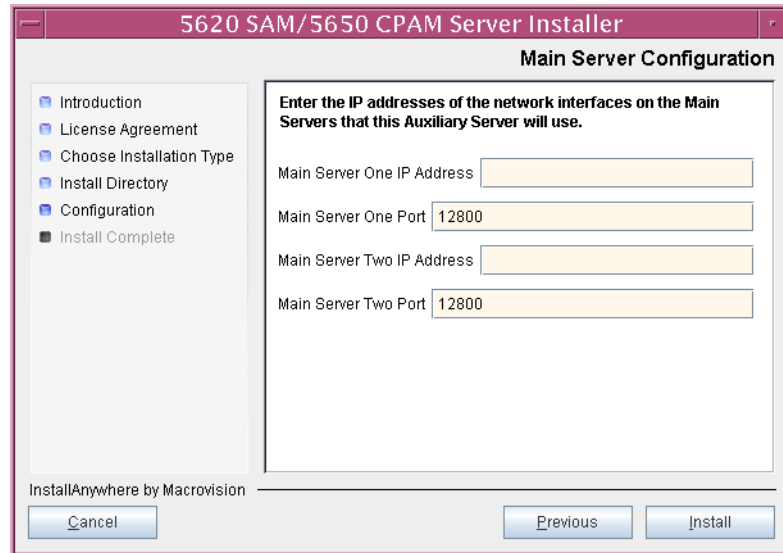 5620 SAM/5650 CPAM Server Installer
Main Server Configuration
Introduction
License Agreement
Choose Installation Type
Install Directory
Configuration
Install Complete
Enter the IP addresses of the network interfaces on the Main
Servers that this Auxiliary Server will use.
Main Server One IP Address
Main Server One Port 12800
Main Server Two IP Address
Main Server Two Port 12800
InstallAnywhere by Macrovision
Cancel Previous Install